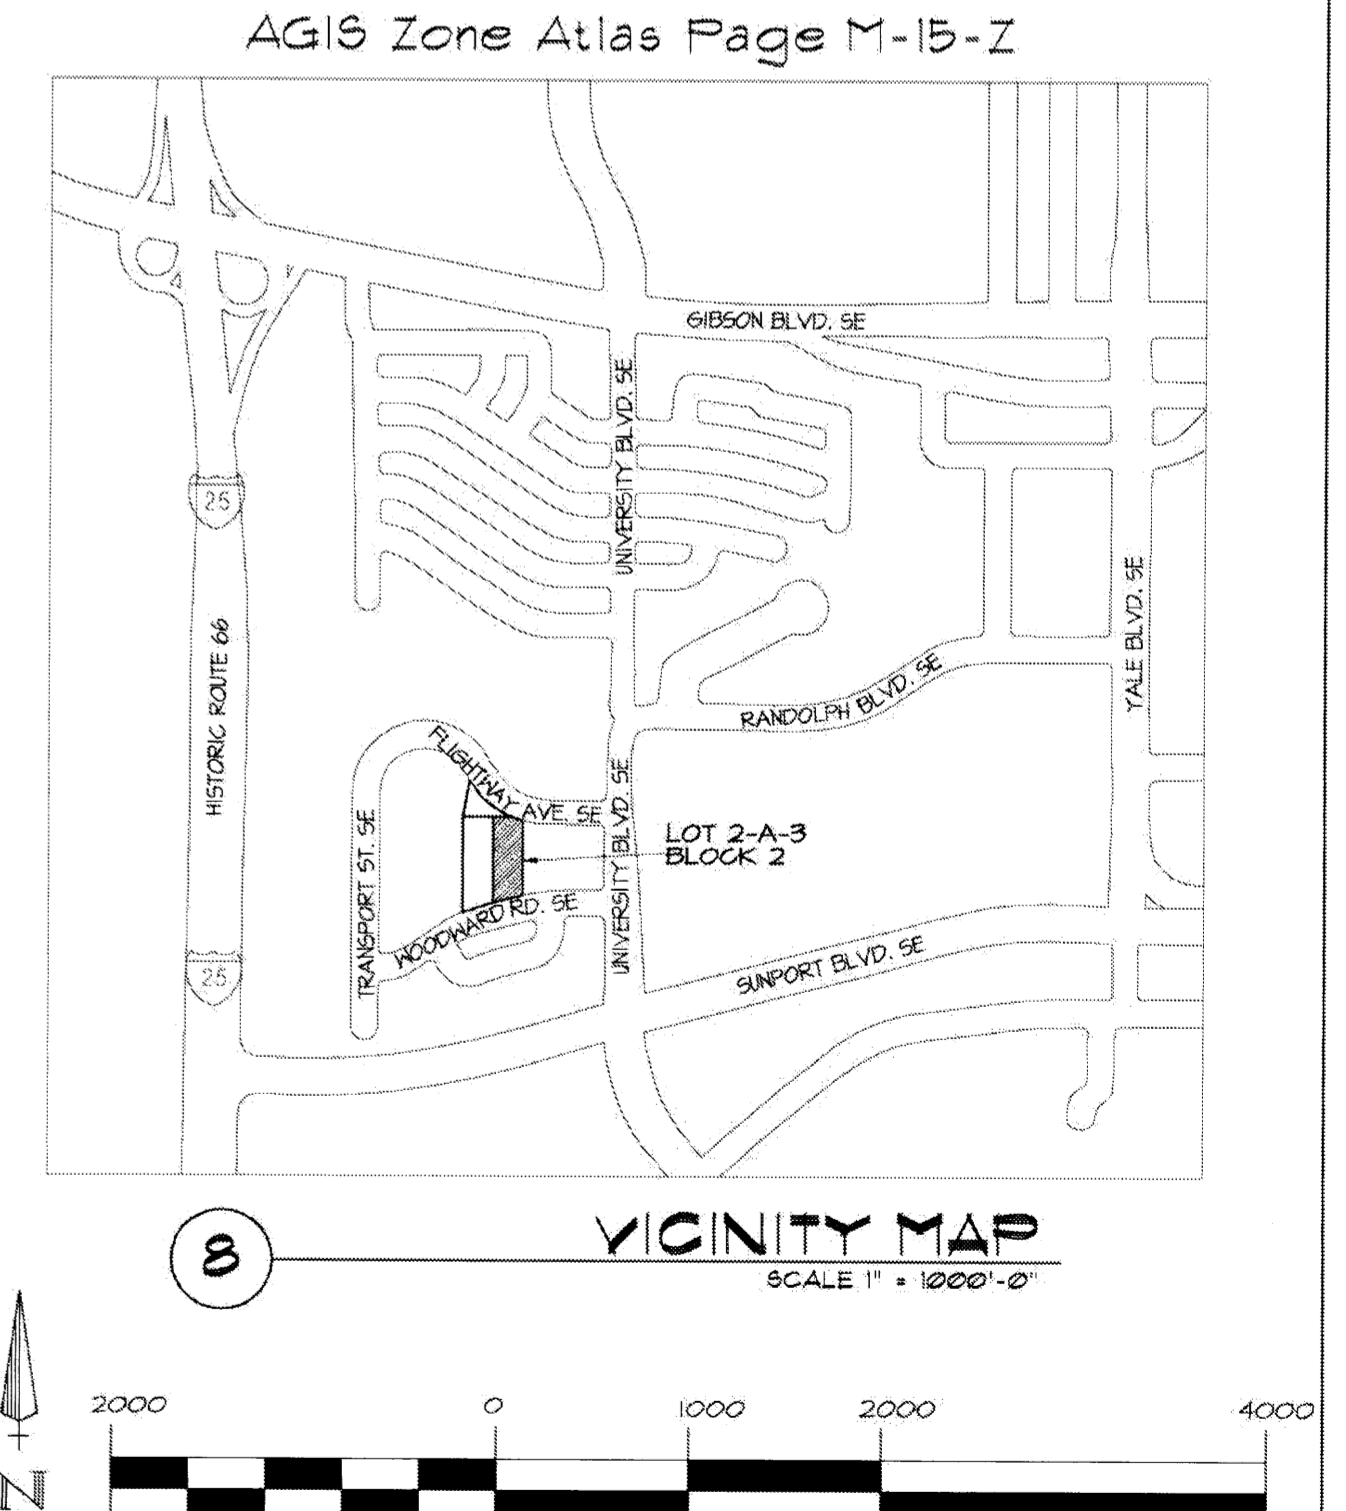 AGIS Zone Atlas Page M-15-Z
GIBSON BLVD. SE
UNIVERSITY BLVD. SE
25
HISTORIC ROUTE 66
YALE BLVD. SE
RANDOLPH BLVD. SE
FLIGHTWAY AVE. SE
UNIVERSITY BLVD. SE
LOT 2-A-3
BLOCK 2
TRANSPORT ST. SE
WOODWARD RD. SE
SUNPORT BLVD. SE
25
8
VICINITY MAP
SCALE 1" = 1000'-0"
2000 0 1000 2000 4000
N